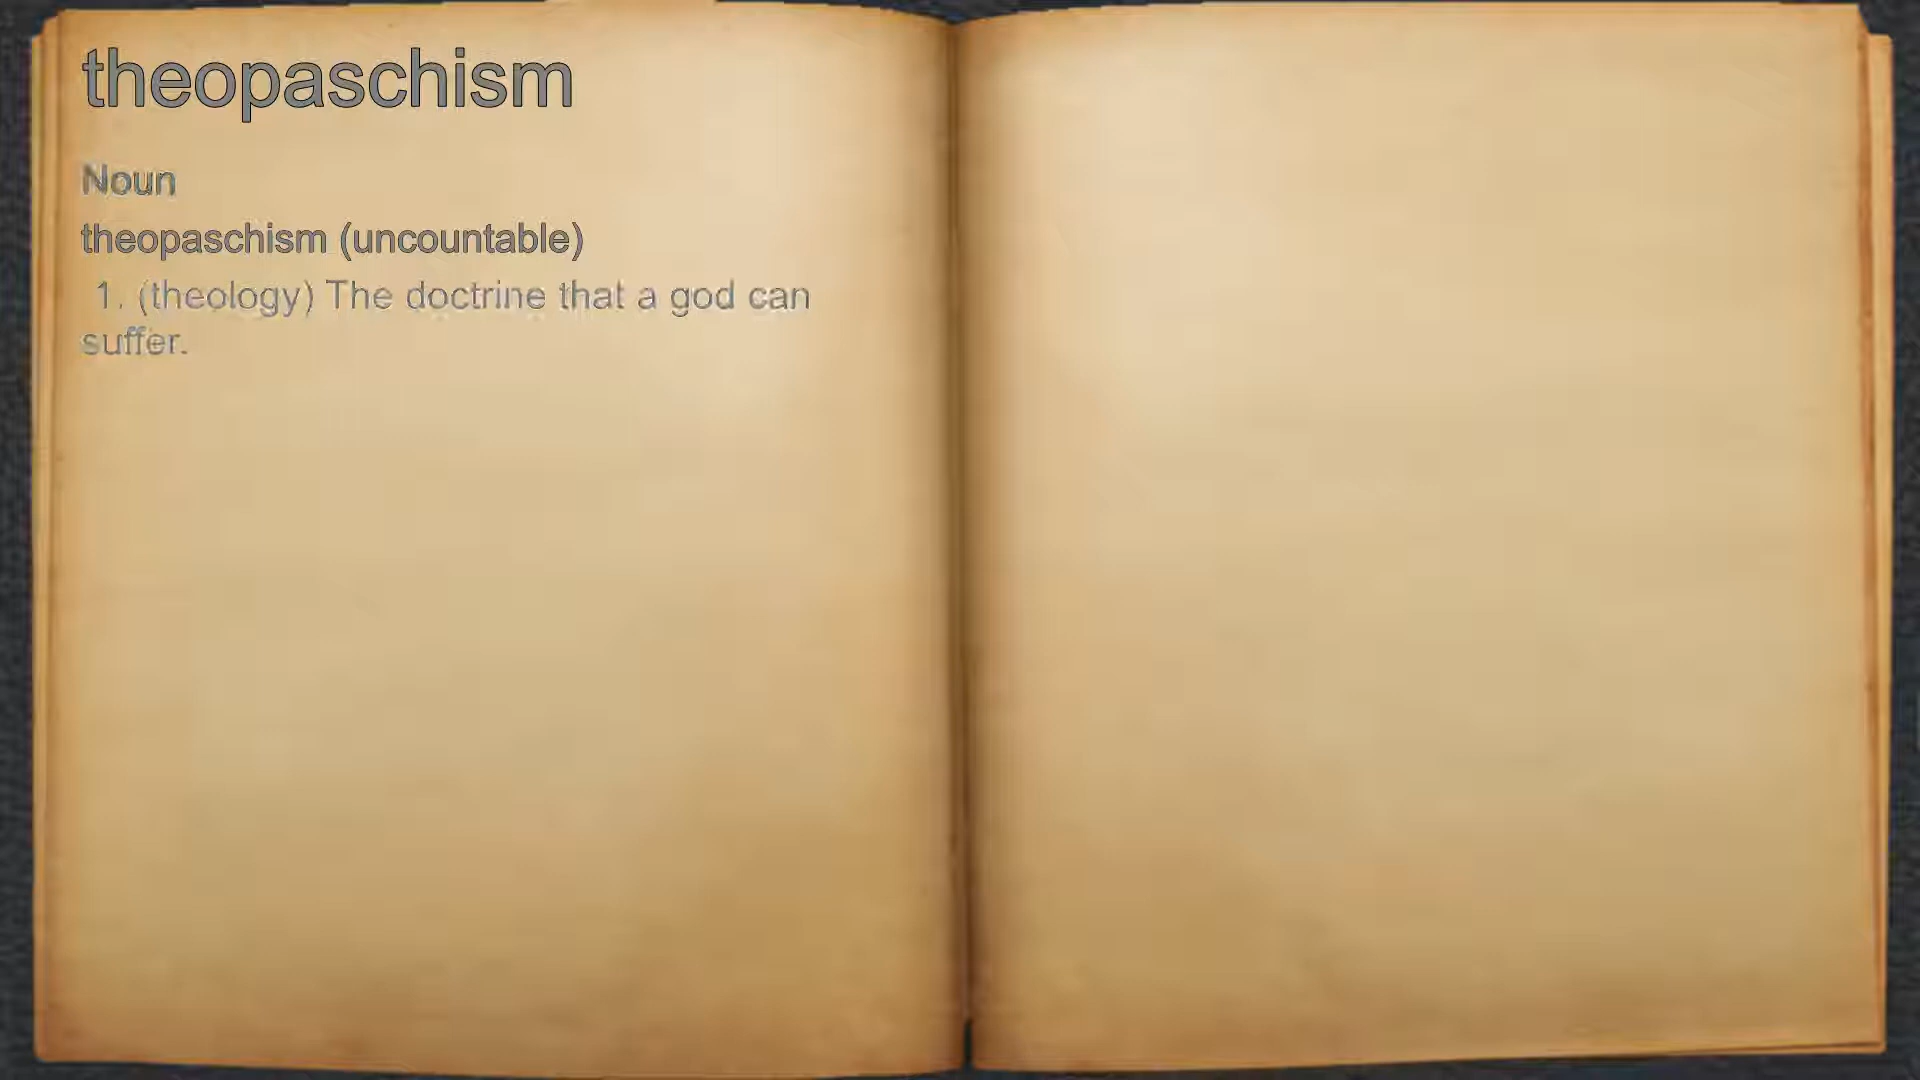 theopaschism
Noun
theopaschism (uncountable)
1. (theology) The doctrine that a god can
suffer.